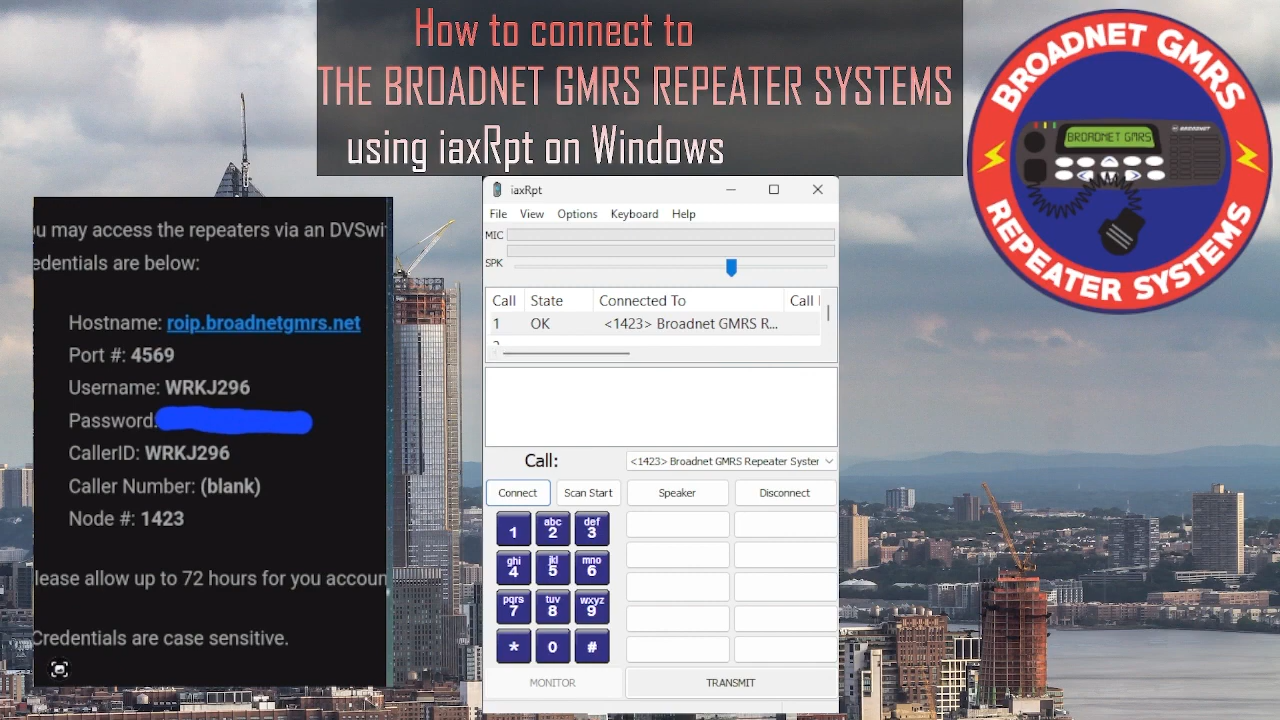 How to connect to
THE BROADNET GMRS REPEATER SYSTEMS
using iaxRpt on Windows
BROADNET GMRS
BROADNET GMRS
BROADNET
REPEATER SYSTEMS
u may access the repeaters via an DVSwi
edentials are below:
Hostname: roip.broadnetgmrs.net
Port #: 4569
Username: WRKJ296
Password:
CallerID: WRKJ296
Caller Number: (blank)
Node #: 1423
lease allow up to 72 hours for you accoun
Credentials are case sensitive.
iaxRpt
File View Options Keyboard Help
MIC
SPK
Call State Connected To Call
1 OK <1423> Broadnet GMRS R...
Call: <1423> Broadnet GMRS Repeater Syster
Connect Scan Start Speaker Disconnect
1 abc 2 def 3
ghi 4 jkl 5 mno 6
pqrs 7 tuv 8 wxyz 9
* 0 #
MONITOR TRANSMIT